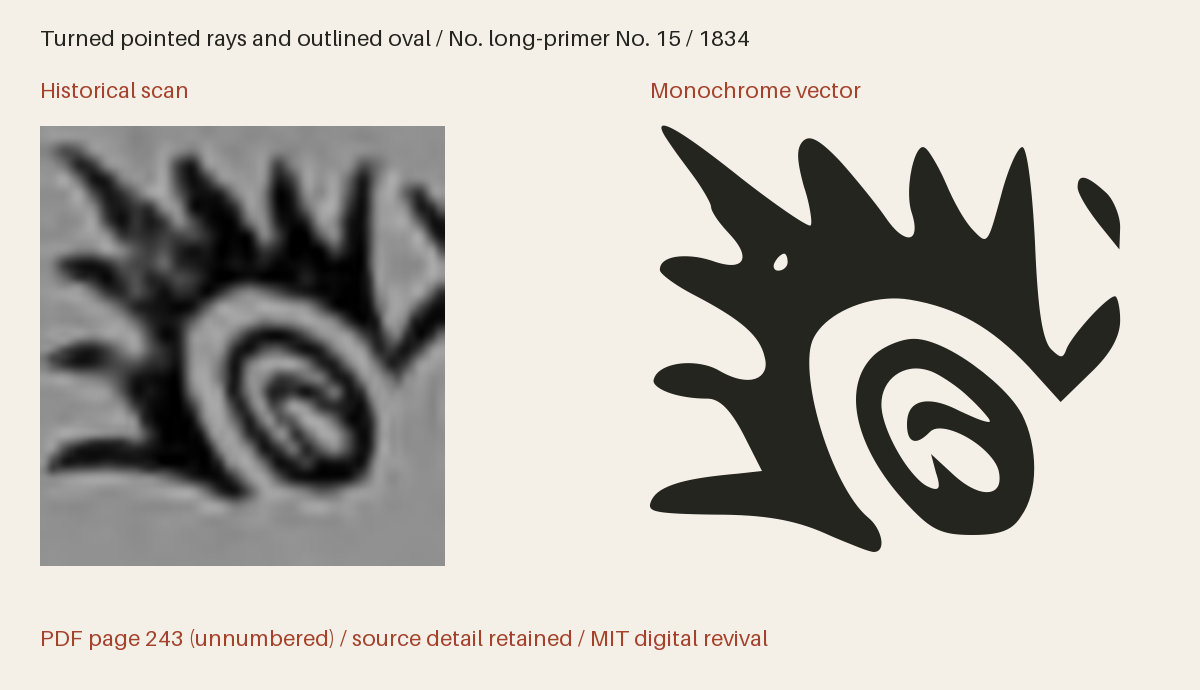 Turned pointed rays and outlined oval / No. long-primer No. 15 / 1834
Historical scan
Monochrome vector
PDF page 243 (unnumbered) / source detail retained / MIT digital revival